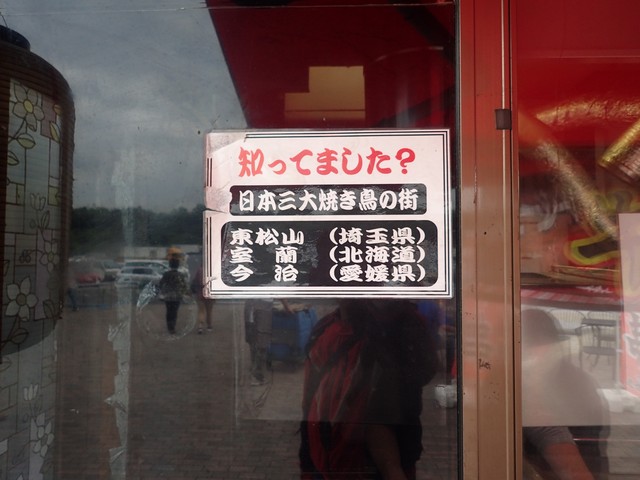 知ってました?
日本三大焼き鳥の街
東松山 (埼玉県)
室蘭 (北海道)
今治 (愛媛県)